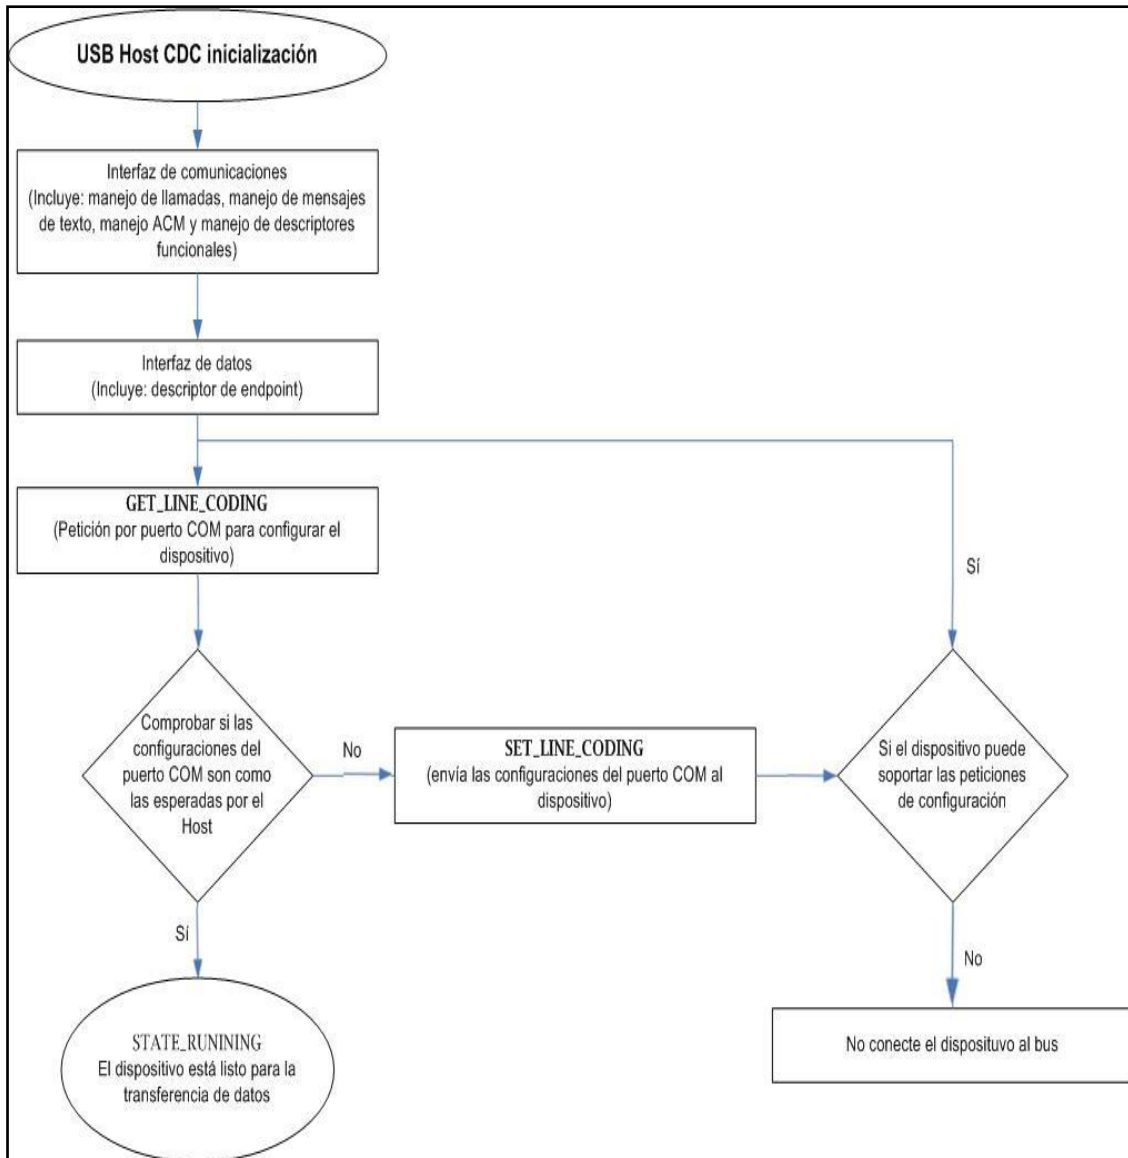 USB Host CDC inicialización
Interfaz de comunicaciones
(Incluye: manejo de llamadas, manejo de mensajes
de texto, manejo ACM y manejo de descriptores
funcionales)
Interfaz de datos
(Incluye: descriptor de endpoint)
GET_LINE_CODING
(Petición por puerto COM para configurar el
dispositivo)
Sí
Comprobar si las
configuraciones del
puerto COM son como
las esperadas por el
Host
No
SET_LINE_CODING
(envía las configuraciones del puerto COM al
dispositivo)
Si el dispositivo puede
soportar las peticiones
de configuración
Sí
No
STATE_RUNINING
El dispositivo está listo para la
transferencia de datos
No conecte el disposituvo al bus